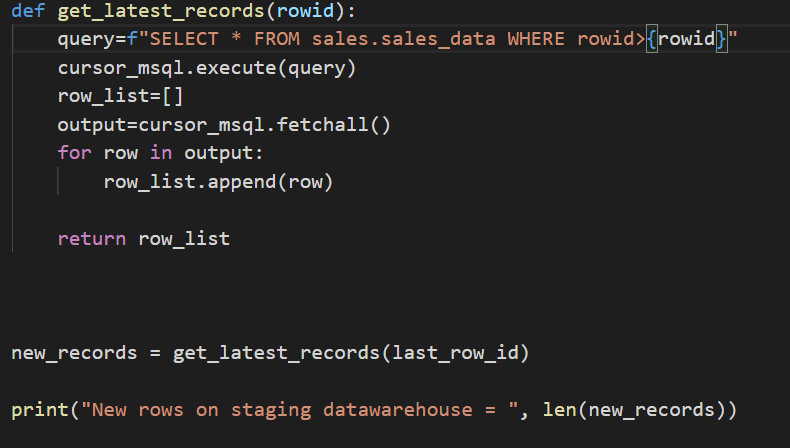 def get_latest_records(rowid):
    query=f"SELECT * FROM sales.sales_data WHERE rowid>{rowid}"
    cursor_msql.execute(query)
    row_list=[]
    output=cursor_msql.fetchall()
    for row in output:
        row_list.append(row)
    return row_list
new_records = get_latest_records(last_row_id)
print("New rows on staging datawarehouse = ", len(new_records))